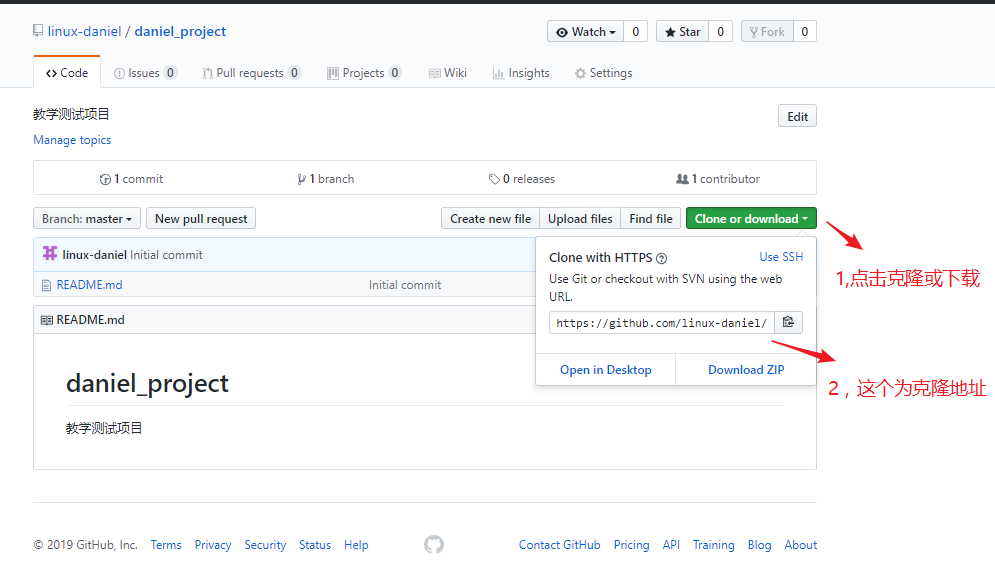 linux-daniel / daniel_project
Watch 0 Star 0 Fork 0
Code Issues 0 Pull requests 0 Projects 0 Wiki Insights Settings
教学测试项目
Edit
Manage topics
1 commit 1 branch 0 releases 1 contributor
Branch: master New pull request Create new file Upload files Find file Clone or download
linux-daniel Initial commit
README.md Initial commit
README.md
daniel_project
教学测试项目
Clone with HTTPS Use SSH
Use Git or checkout with SVN using the web
URL.
https://github.com/linux-daniel/
Open in Desktop Download ZIP
1,点击克隆或下载
2，这个为克隆地址
© 2019 GitHub, Inc. Terms Privacy Security Status Help Contact GitHub Pricing API Training Blog About